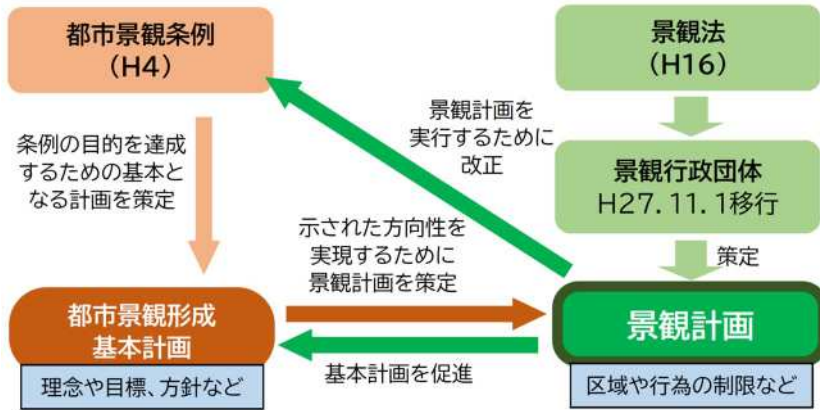 都市景観条例
（H4）
景観法
（H16）
景観計画を
実行するために
改正
条例の目的を達成
するための基本と
なる計画を策定
景観行政団体
H27.11.1移行
示された方向性を
実現するために
景観計画を策定
策定
都市景観形成
基本計画
理念や目標、方針など
景観計画
区域や行為の制限など
基本計画を促進